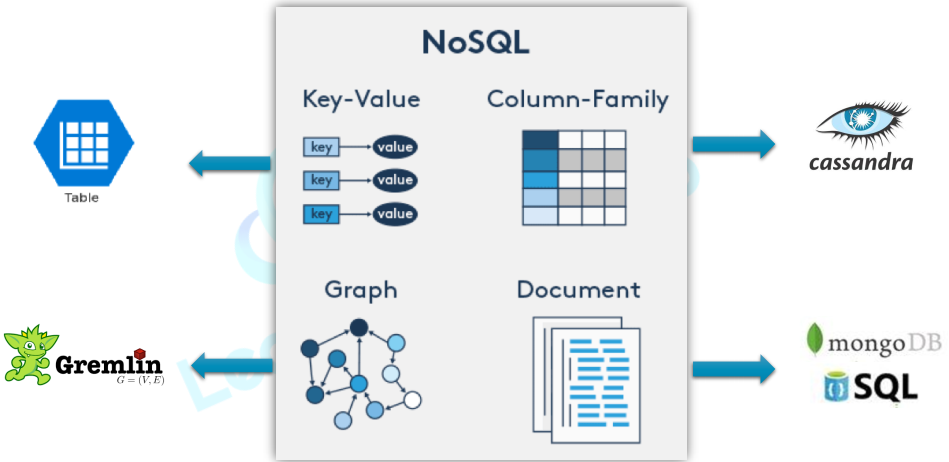 NoSQL
Key-Value
Column-Family
key
value
key
value
key
value
Table
cassandra
Graph
Document
Gremlin
G = (V, E)
mongoDB
{ } SQL